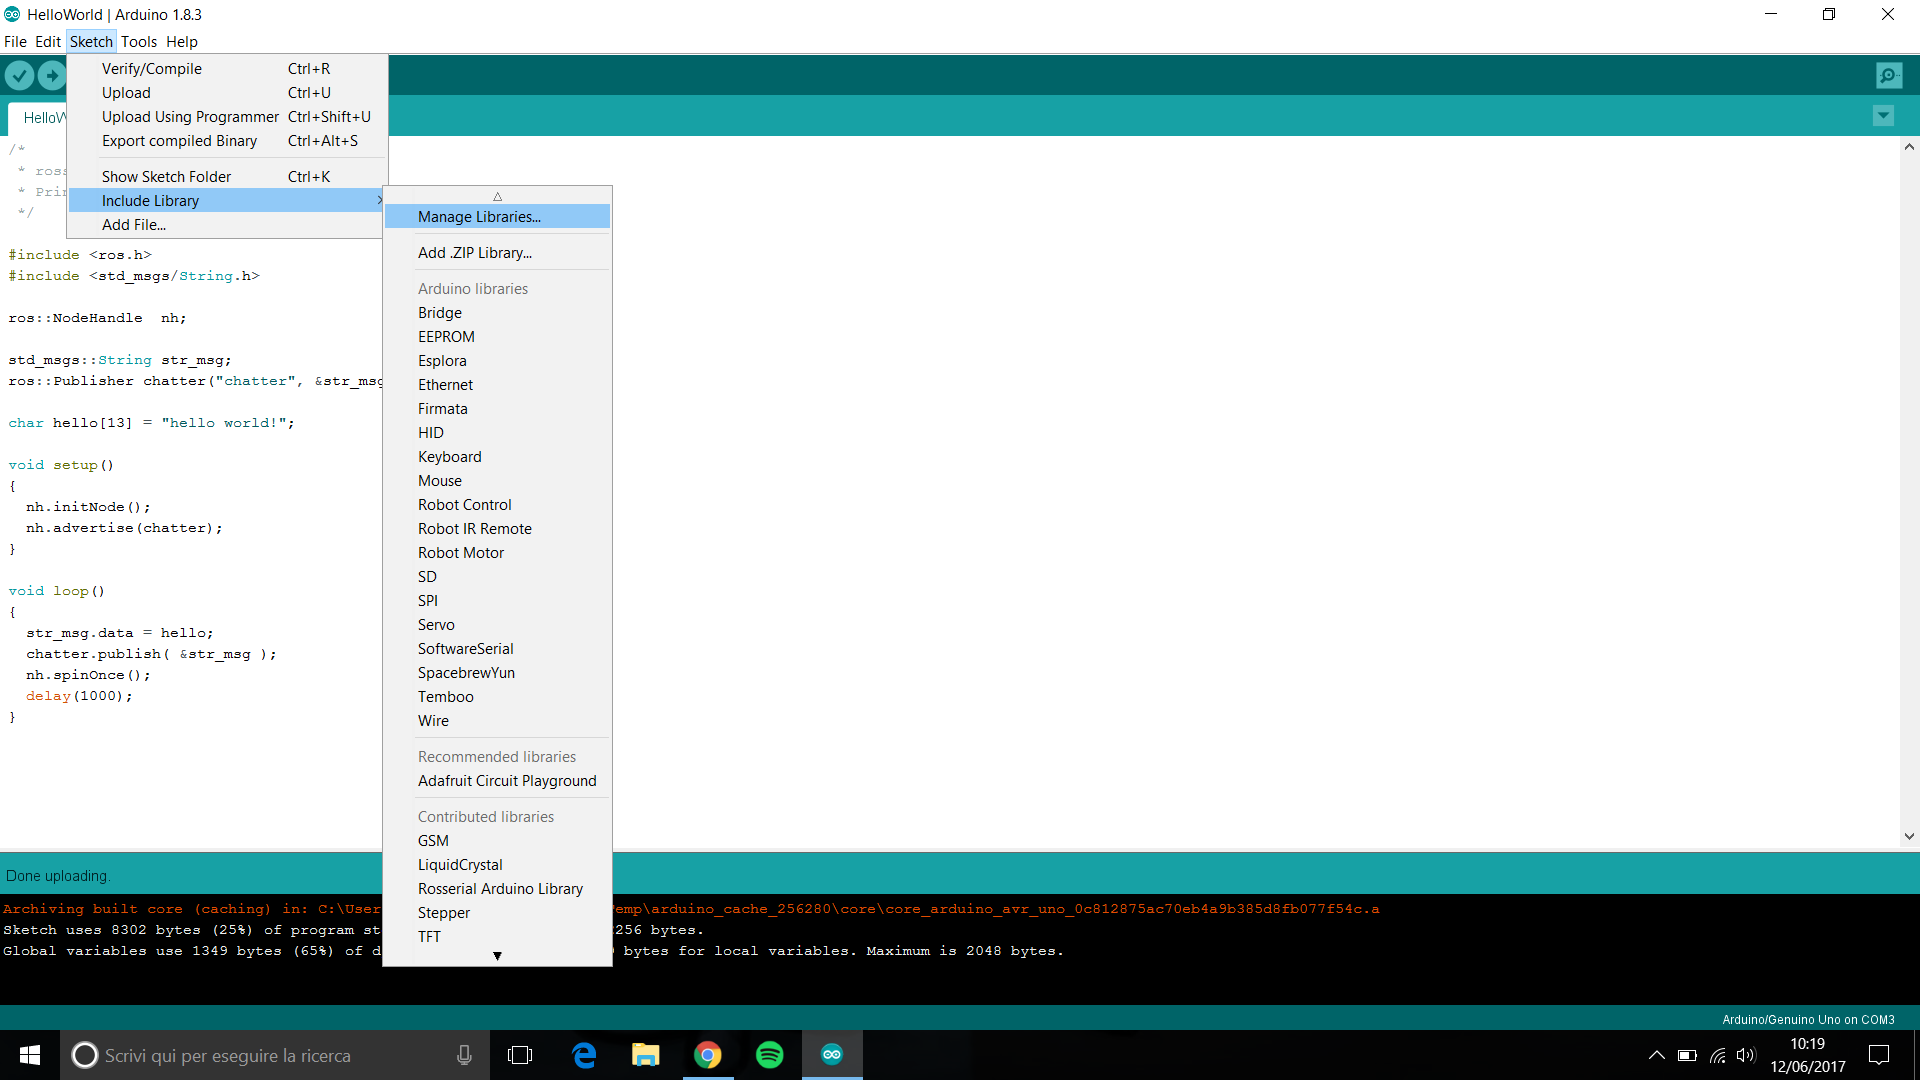 HelloWorld | Arduino 1.8.3
File Edit Sketch Tools Help
Verify/Compile Ctrl+R
Upload Ctrl+U
Upload Using Programmer Ctrl+Shift+U
Export compiled Binary Ctrl+Alt+S
Show Sketch Folder Ctrl+K
Include Library
Add File...
Manage Libraries...
Add .ZIP Library...
Arduino libraries
Bridge
EEPROM
Esplora
Ethernet
Firmata
HID
Keyboard
Mouse
Robot Control
Robot IR Remote
Robot Motor
SD
SPI
Servo
SoftwareSerial
SpacebrewYun
Temboo
Wire
Recommended libraries
Adafruit Circuit Playground
Contributed libraries
GSM
LiquidCrystal
Rosserial Arduino Library
Stepper
TFT
/*
*
*
*/
#include <ros.h>
#include <std_msgs/String.h>
ros::NodeHandle nh;
std_msgs::String str_msg;
ros::Publisher chatter("chatter", &str_msg
char hello[13] = "hello world!";
void setup()
{
nh.initNode();
nh.advertise(chatter);
}
void loop()
{
str_msg.data = hello;
chatter.publish( &str_msg );
nh.spinOnce();
delay(1000);
}
Done uploading.
Archiving built core (caching) in: C:\User emp\arduino_cache_256280\core\core_arduino_avr_uno_0c812875ac70eb4a9b385d8fb077f54c.a
Sketch uses 8302 bytes (25%) of program st 256 bytes.
Global variables use 1349 bytes (65%) of d bytes for local variables. Maximum is 2048 bytes.
Arduino/Genuino Uno on COM3
Scrivi qui per eseguire la ricerca
10:19
12/06/2017